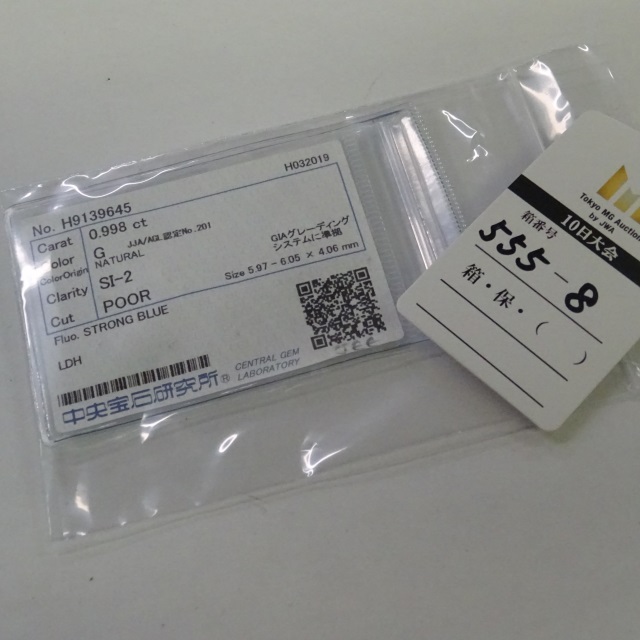 H032019
No. H9139645
Carat 0.998 ct
Color G JJA/AGL認定No.201
GIAグレーディング
システムに準拠
ColorOrigin NATURAL
Clarity SI-2
Size 5.97 - 6.05 × 4.06 mm
Cut POOR
Fluo. STRONG BLUE
LDH
中央宝石研究所® CENTRAL GEM
LABORATORY
Tokyo MG Auction
by JWA
10日大会
箱番号
555-8
箱・保・( )